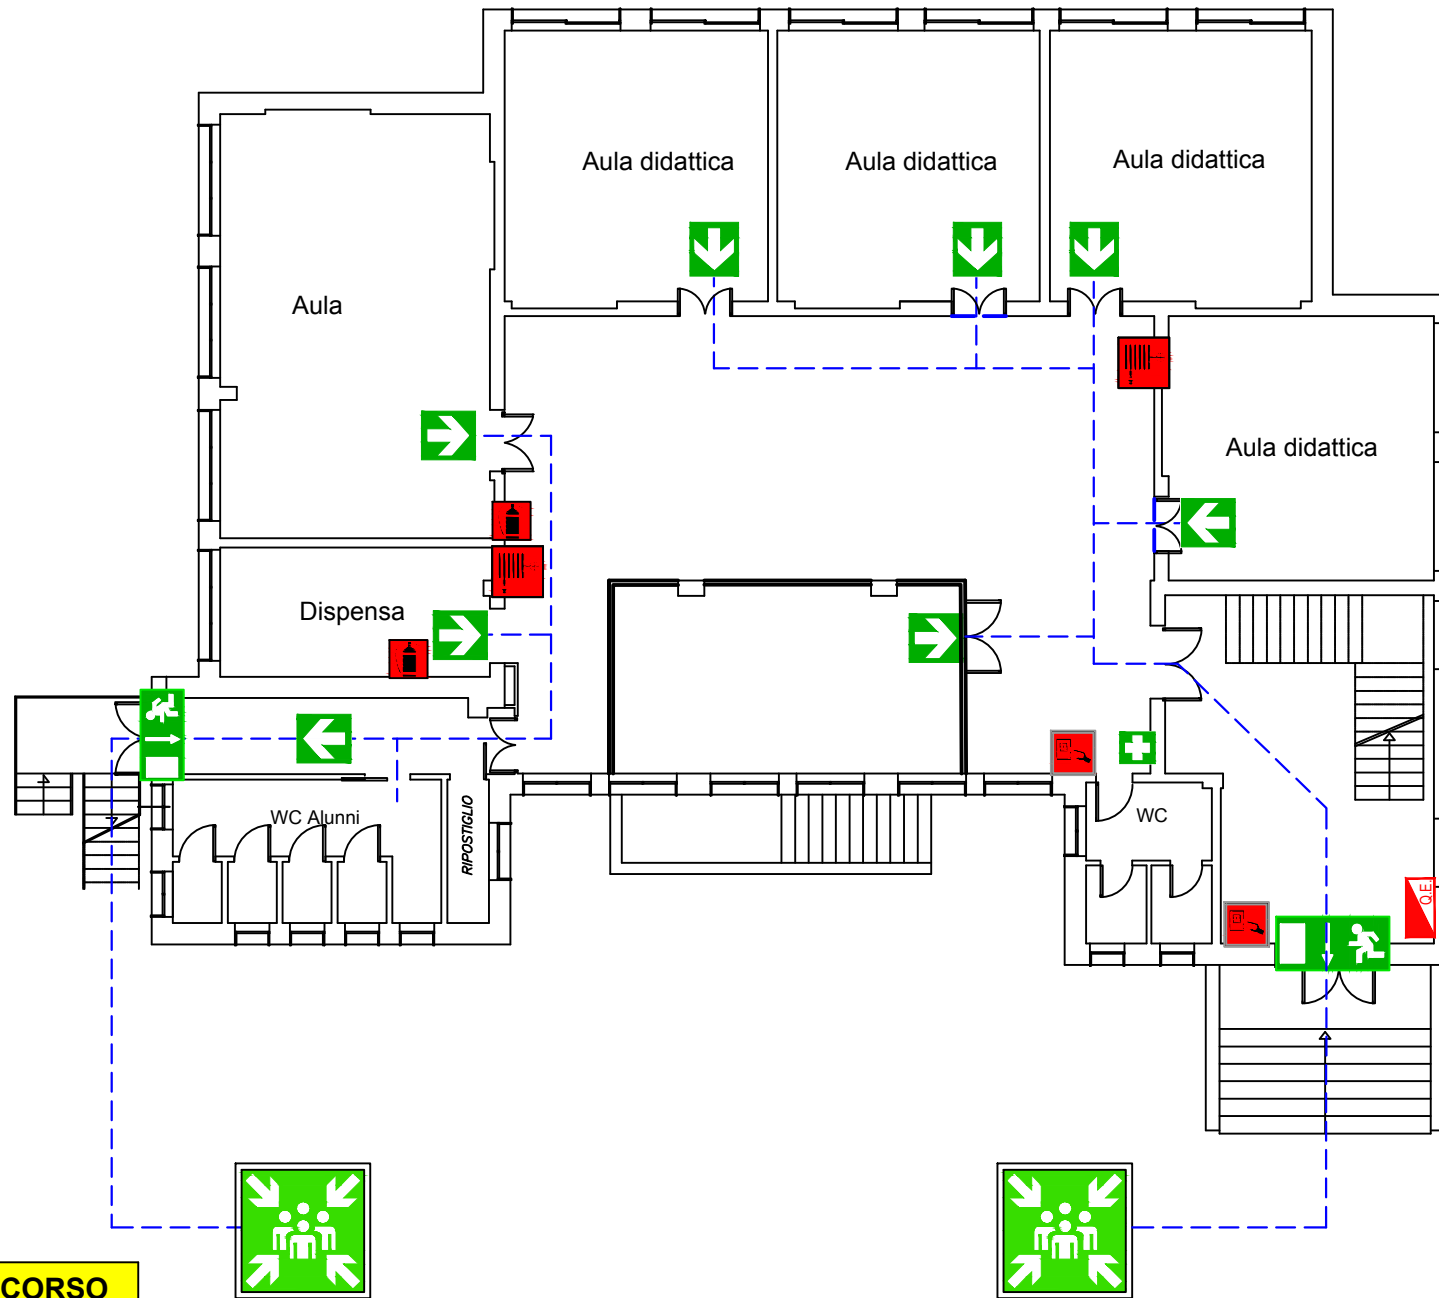 Aula didattica
Aula didattica
Aula didattica
Aula
Aula didattica
Dispensa
WC Alunni
RIPOSTIGLIO
WC
Q.E.
CORSO